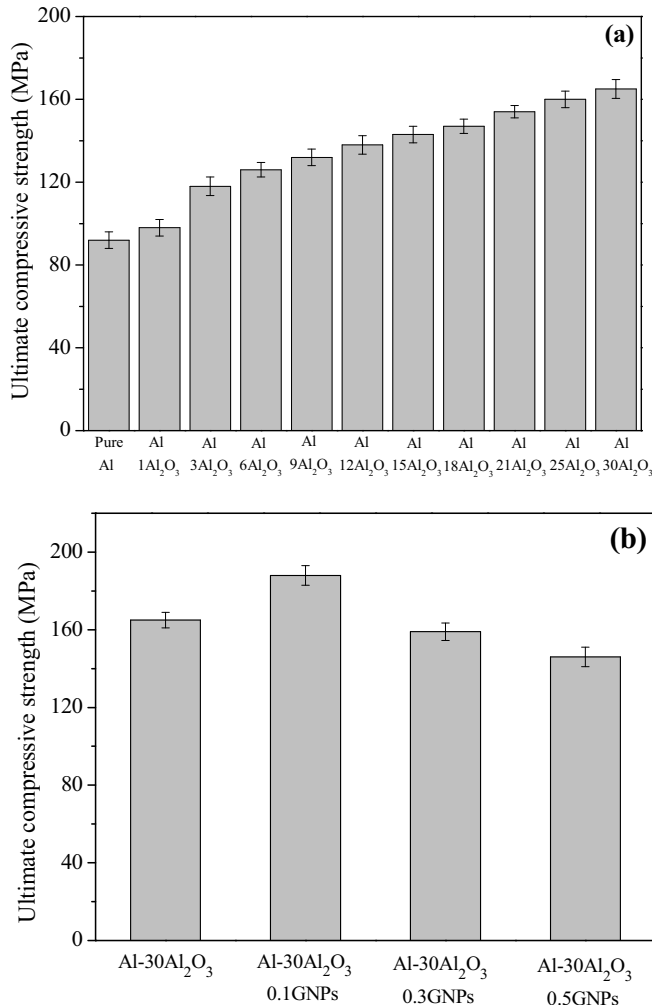 (a)
Ultimate compressive strength (MPa)
200
160
120
80
40
0
Pure Al Al Al Al Al Al Al Al Al Al
Al 1Al₂O₃ 3Al₂O₃ 6Al₂O₃ 9Al₂O₃ 12Al₂O₃ 15Al₂O₃ 18Al₂O₃ 21Al₂O₃ 25Al₂O₃ 30Al₂O₃
(b)
Ultimate compressive strength (MPa)
200
160
120
80
40
0
Al-30Al₂O₃ Al-30Al₂O₃ Al-30Al₂O₃ Al-30Al₂O₃
0.1GNPs 0.3GNPs 0.5GNPs